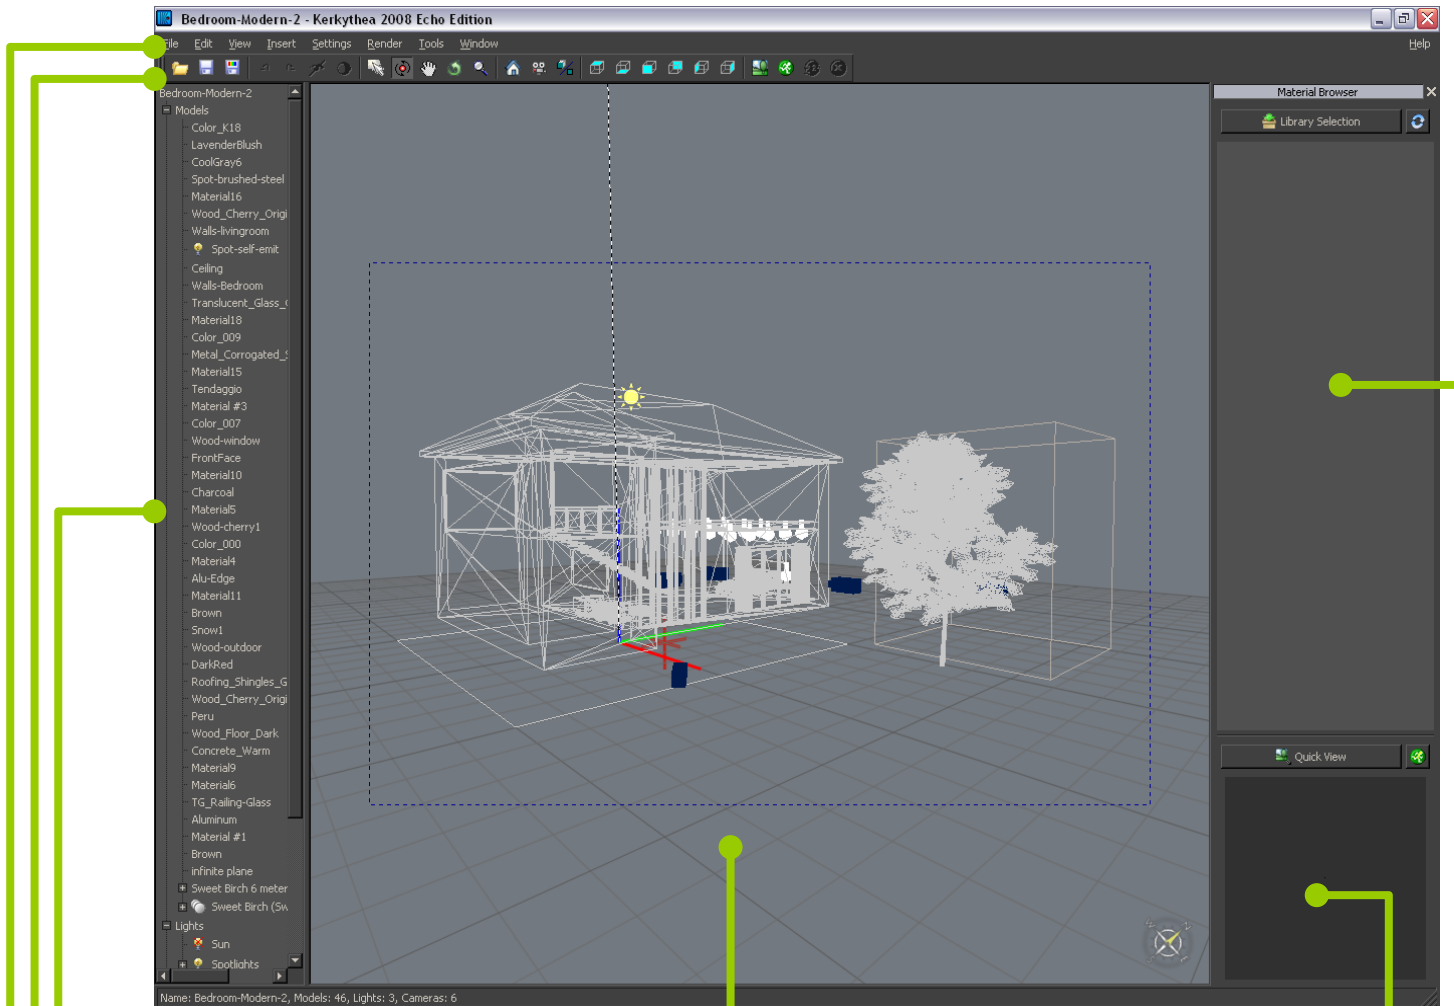 Bedroom-Modern-2 - Kerkythea 2008 Echo Edition
File Edit View Insert Settings Render Tools Window Help
Bedroom-Modern-2
Models
Color_K18
LavenderBlush
CoolGray6
Spot-brushed-steel
Material16
Wood_Cherry_Origi
Walls-livingroom
Spot-self-emit
Ceiling
Walls-Bedroom
Translucent_Glass_
Material18
Color_009
Metal_Corrogated_S
Material15
Tendaggio
Material #3
Color_007
Wood-window
FrontFace
Material10
Charcoal
Material5
Wood-cherry1
Color_000
Material4
Alu-Edge
Material11
Brown
Snow1
Wood-outdoor
DarkRed
Roofing_Shingles_G
Wood_Cherry_Origi
Peru
Wood_Floor_Dark
Concrete_Warm
Material9
Material6
TG_Railing-Glass
Aluminum
Material #1
Brown
infinite plane
Sweet Birch 6 meter
Sweet Birch (Sw
Lights
Sun
Spotlights
Material Browser
Library Selection
Quick View
Name: Bedroom-Modern-2, Models: 46, Lights: 3, Cameras: 6